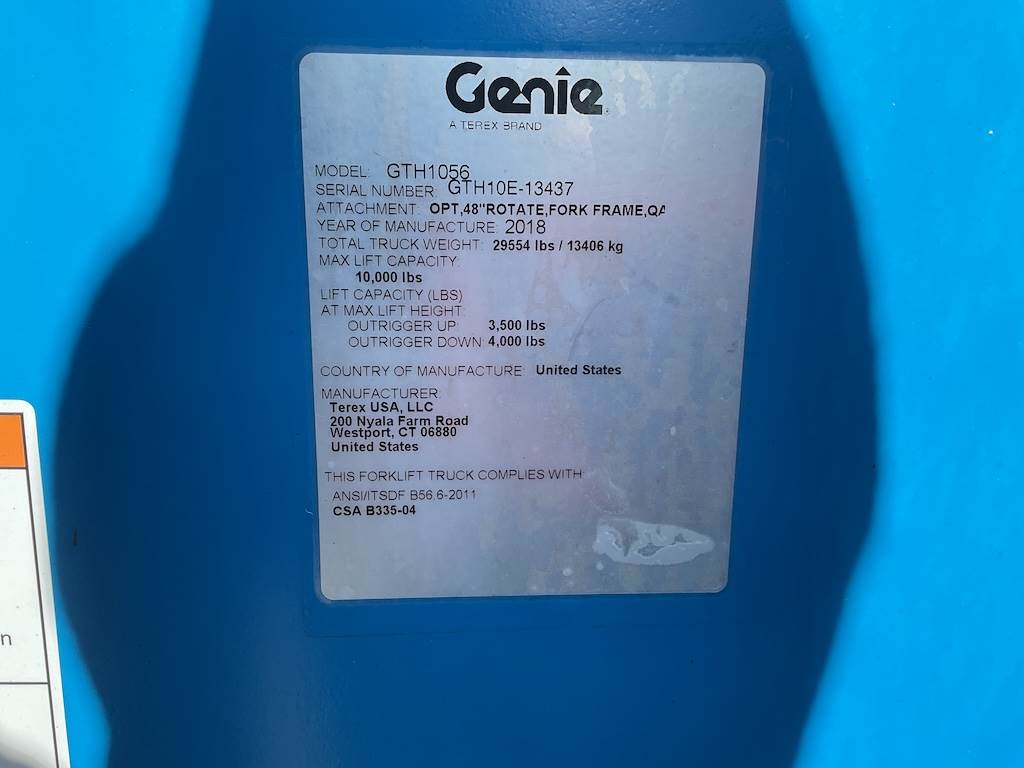 Genie
A TEREX BRAND
MODEL: GTH1056
SERIAL NUMBER: GTH10E-13437
ATTACHMENT: OPT,48"ROTATE,FORK FRAME,QA
YEAR OF MANUFACTURE: 2018
TOTAL TRUCK WEIGHT: 29554 lbs / 13406 kg
MAX LIFT CAPACITY:
10,000 lbs
LIFT CAPACITY (LBS)
AT MAX LIFT HEIGHT:
OUTRIGGER UP: 3,500 lbs
OUTRIGGER DOWN: 4,000 lbs
COUNTRY OF MANUFACTURE: United States
MANUFACTURER:
Terex USA, LLC
200 Nyala Farm Road
Westport, CT 06880
United States
THIS FORKLIFT TRUCK COMPLIES WITH:
ANSI/ITSDF B56.6-2011
CSA B335-04
n